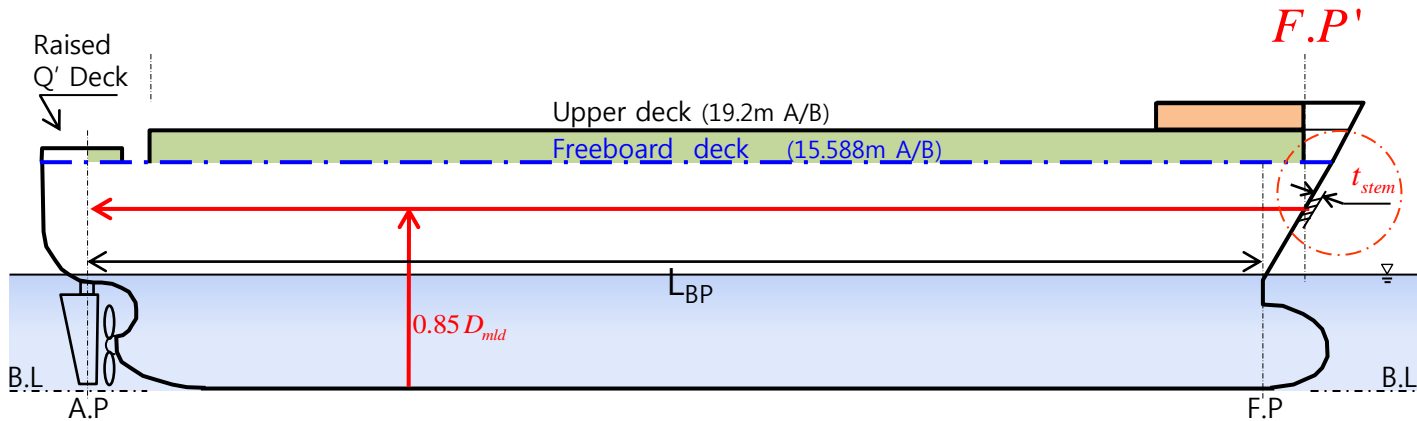 F.P'
Raised
Q' Deck
Upper deck (19.2m A/B)
Freeboard deck (15.588m A/B)
t_stem
L_BP
0.85 D_mld
B.L
B.L
A.P
F.P